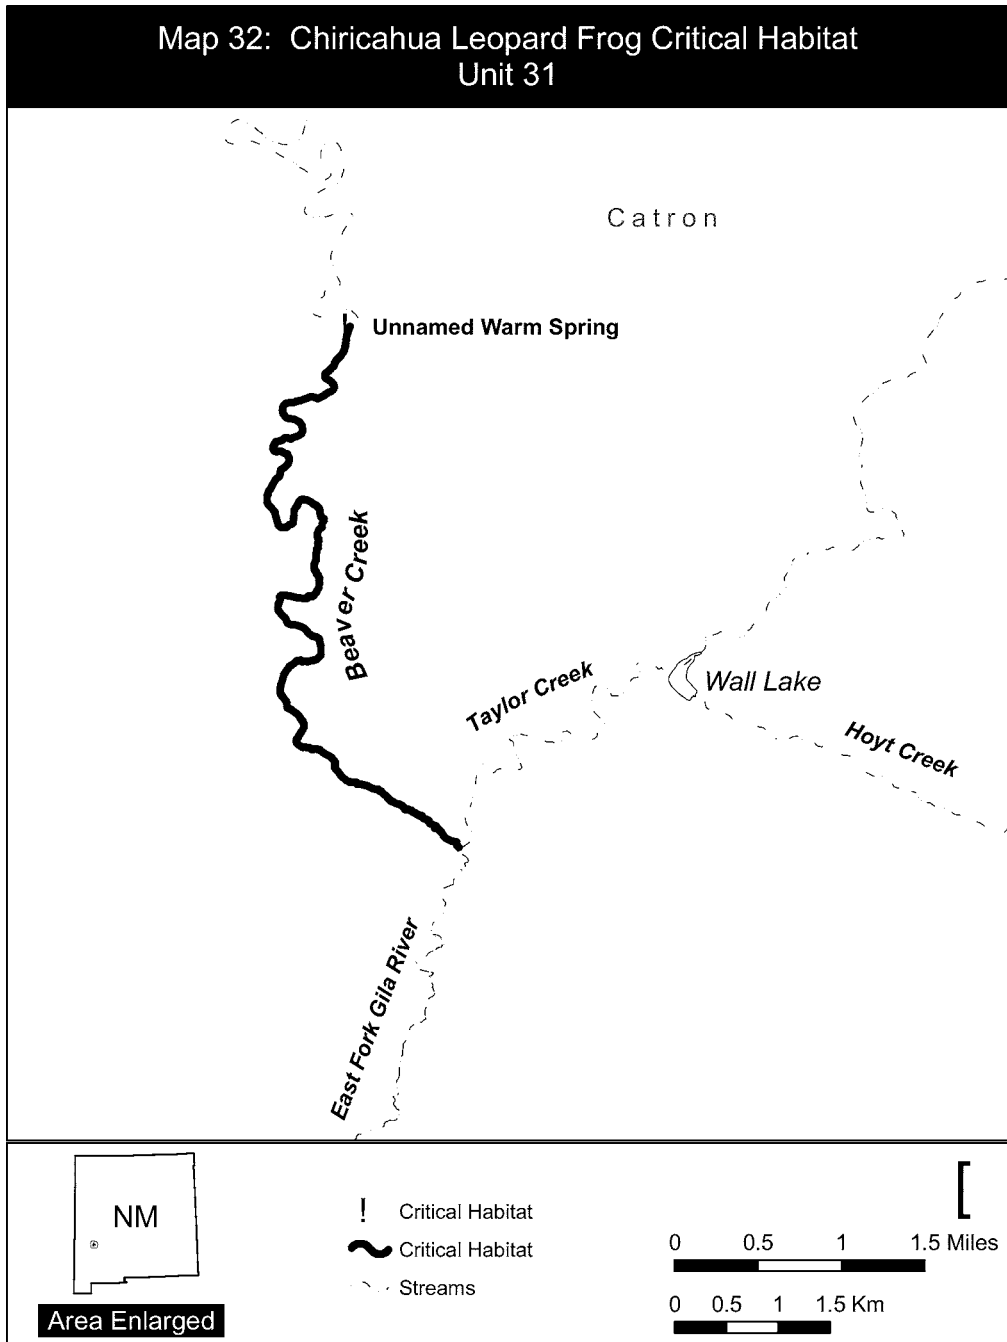 Map 32: Chiricahua Leopard Frog Critical Habitat
Unit 31
Catron
Unnamed Warm Spring
Beaver Creek
Taylor Creek
Wall Lake
Hoyt Creek
East Fork Gila River
NM
Area Enlarged
! Critical Habitat
Critical Habitat
Streams
[
0 0.5 1 1.5 Miles
0 0.5 1 1.5 Km